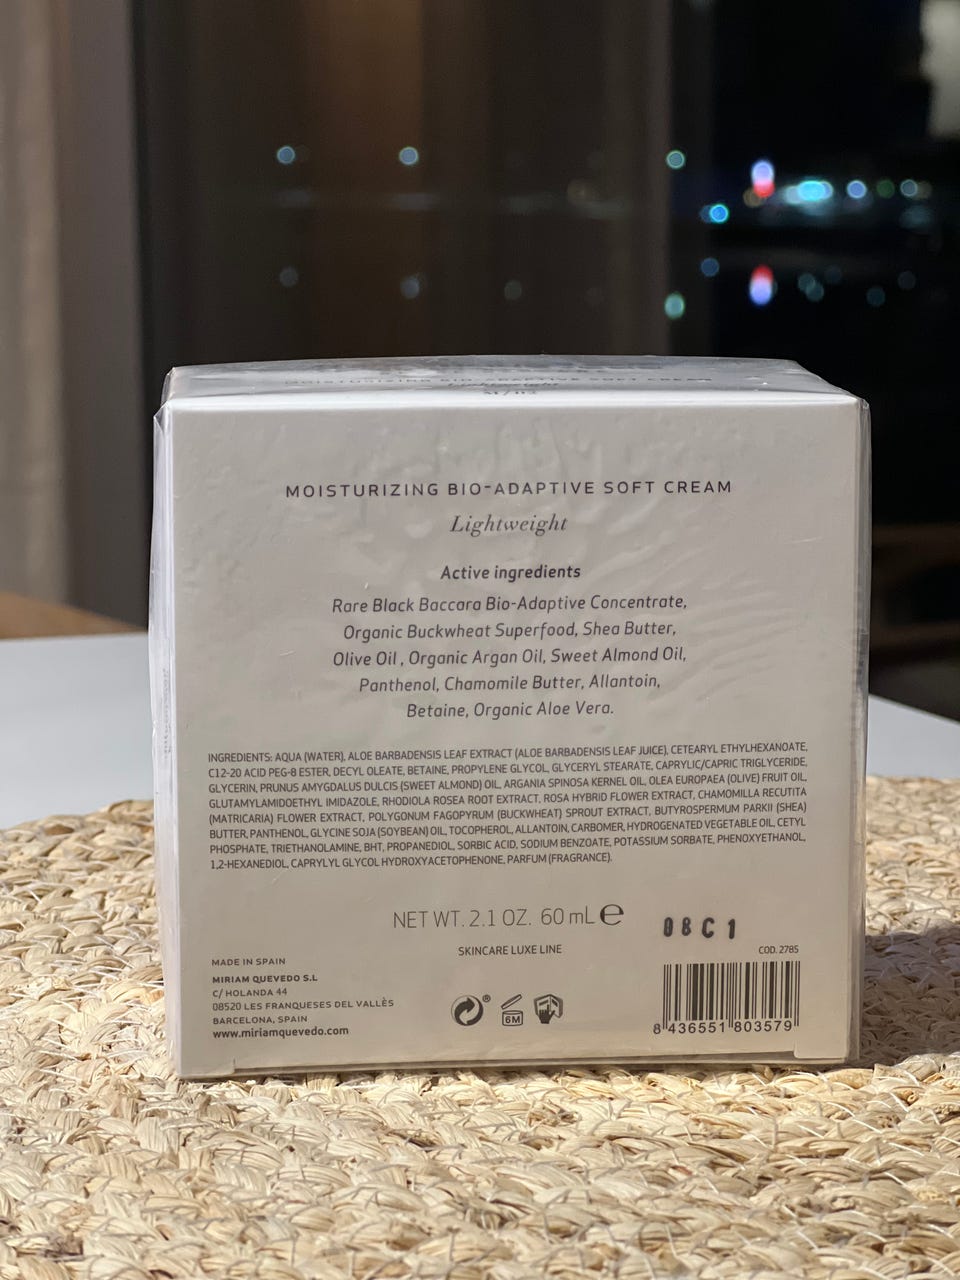 MOISTURIZING BIO-ADAPTIVE SOFT CREAM
Lightweight
MOISTURIZING BIO-ADAPTIVE SOFT CREAM
Lightweight
Active ingredients
Rare Black Baccara Bio-Adaptive Concentrate,
Organic Buckwheat Superfood, Shea Butter,
Olive Oil , Organic Argan Oil, Sweet Almond Oil,
Panthenol, Chamomile Butter, Allantoin,
Betaine, Organic Aloe Vera.
INGREDIENTS: AQUA (WATER), ALOE BARBADENSIS LEAF EXTRACT (ALOE BARBADENSIS LEAF JUICE), CETEARYL ETHYLHEXANOATE,
C12-20 ACID PEG-8 ESTER, DECYL OLEATE, BETAINE, PROPYLENE GLYCOL, GLYCERYL STEARATE, CAPRYLIC/CAPRIC TRIGLYCERIDE,
GLYCERIN, PRUNUS AMYGDALUS DULCIS (SWEET ALMOND) OIL, ARGANIA SPINOSA KERNEL OIL, OLEA EUROPAEA (OLIVE) FRUIT OIL,
GLUTAMYLAMIDOETHYL IMIDAZOLE, RHODIOLA ROSEA ROOT EXTRACT, ROSA HYBRID FLOWER EXTRACT, CHAMOMILLA RECUTITA
(MATRICARIA) FLOWER EXTRACT, POLYGONUM FAGOPYRUM (BUCKWHEAT) SPROUT EXTRACT, BUTYROSPERMUM PARKII (SHEA)
BUTTER, PANTHENOL, GLYCINE SOJA (SOYBEAN) OIL, TOCOPHEROL, ALLANTOIN, CARBOMER, HYDROGENATED VEGETABLE OIL, CETYL
PHOSPHATE, TRIETHANOLAMINE, BHT, PROPANEDIOL, SORBIC ACID, SODIUM BENZOATE, POTASSIUM SORBATE, PHENOXYETHANOL,
1,2-HEXANEDIOL, CAPRYLYL GLYCOL HYDROXYACETOPHENONE, PARFUM (FRAGRANCE).
NET WT. 2.1 OZ. 60 mL e
08C1
SKINCARE LUXE LINE
COD. 2785
MADE IN SPAIN
MIRIAM QUEVEDO S.L
C/ HOLANDA 44
08520 LES FRANQUESES DEL VALLÈS
BARCELONA, SPAIN
www.miriamquevedo.com
®
6M
8 436551 803579